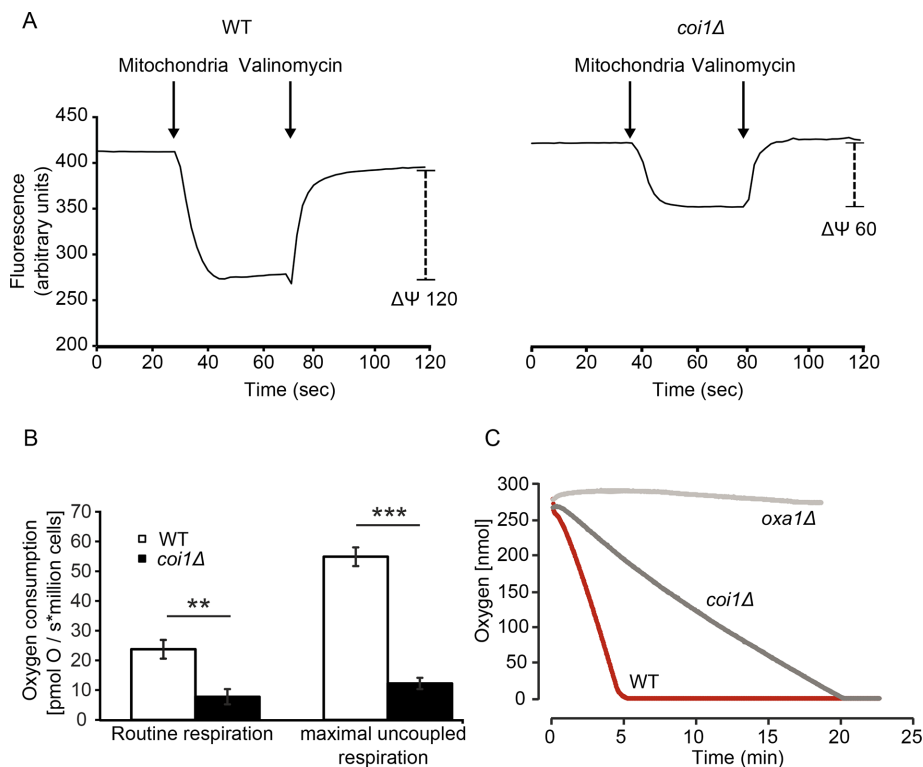 A
WT
coi1Δ
Mitochondria Valinomycin
Mitochondria Valinomycin
Fluorescence
(arbitrary units)
450
400
350
300
250
200
ΔΨ 120
ΔΨ 60
0 20 40 60 80 100 120
0 20 40 60 80 100 120
Time (sec)
Time (sec)
B
Oxygen consumption
[pmol O / s*million cells]
70
60
50
40
30
20
10
0
WT
coi1Δ
**
***
Routine respiration
maximal uncoupled
respiration
C
Oxygen [nmol]
300
250
200
150
100
50
0
oxa1Δ
coi1Δ
WT
0 5 10 15 20 25
Time (min)